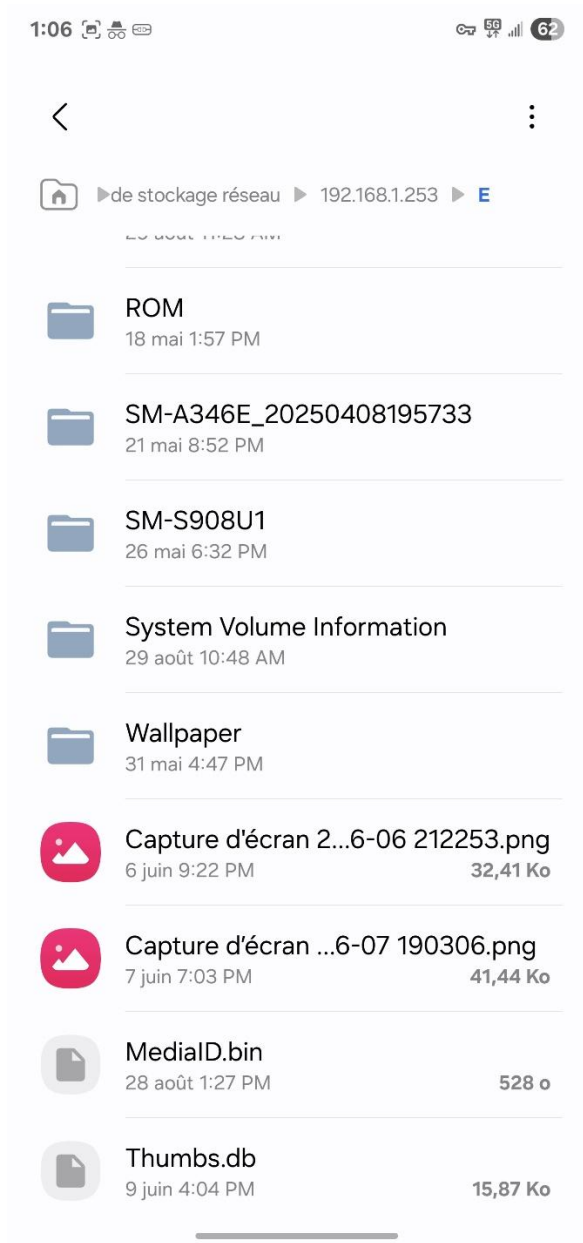 1:06
5G
62
de stockage réseau
192.168.1.253
E
ROM
18 mai 1:57 PM
SM-A346E_20250408195733
21 mai 8:52 PM
SM-S908U1
26 mai 6:32 PM
System Volume Information
29 août 10:48 AM
Wallpaper
31 mai 4:47 PM
Capture d'écran 2...6-06 212253.png
6 juin 9:22 PM 32,41 Ko
Capture d’écran ...6-07 190306.png
7 juin 7:03 PM 41,44 Ko
MediaID.bin
28 août 1:27 PM 528 o
Thumbs.db
9 juin 4:04 PM 15,87 Ko